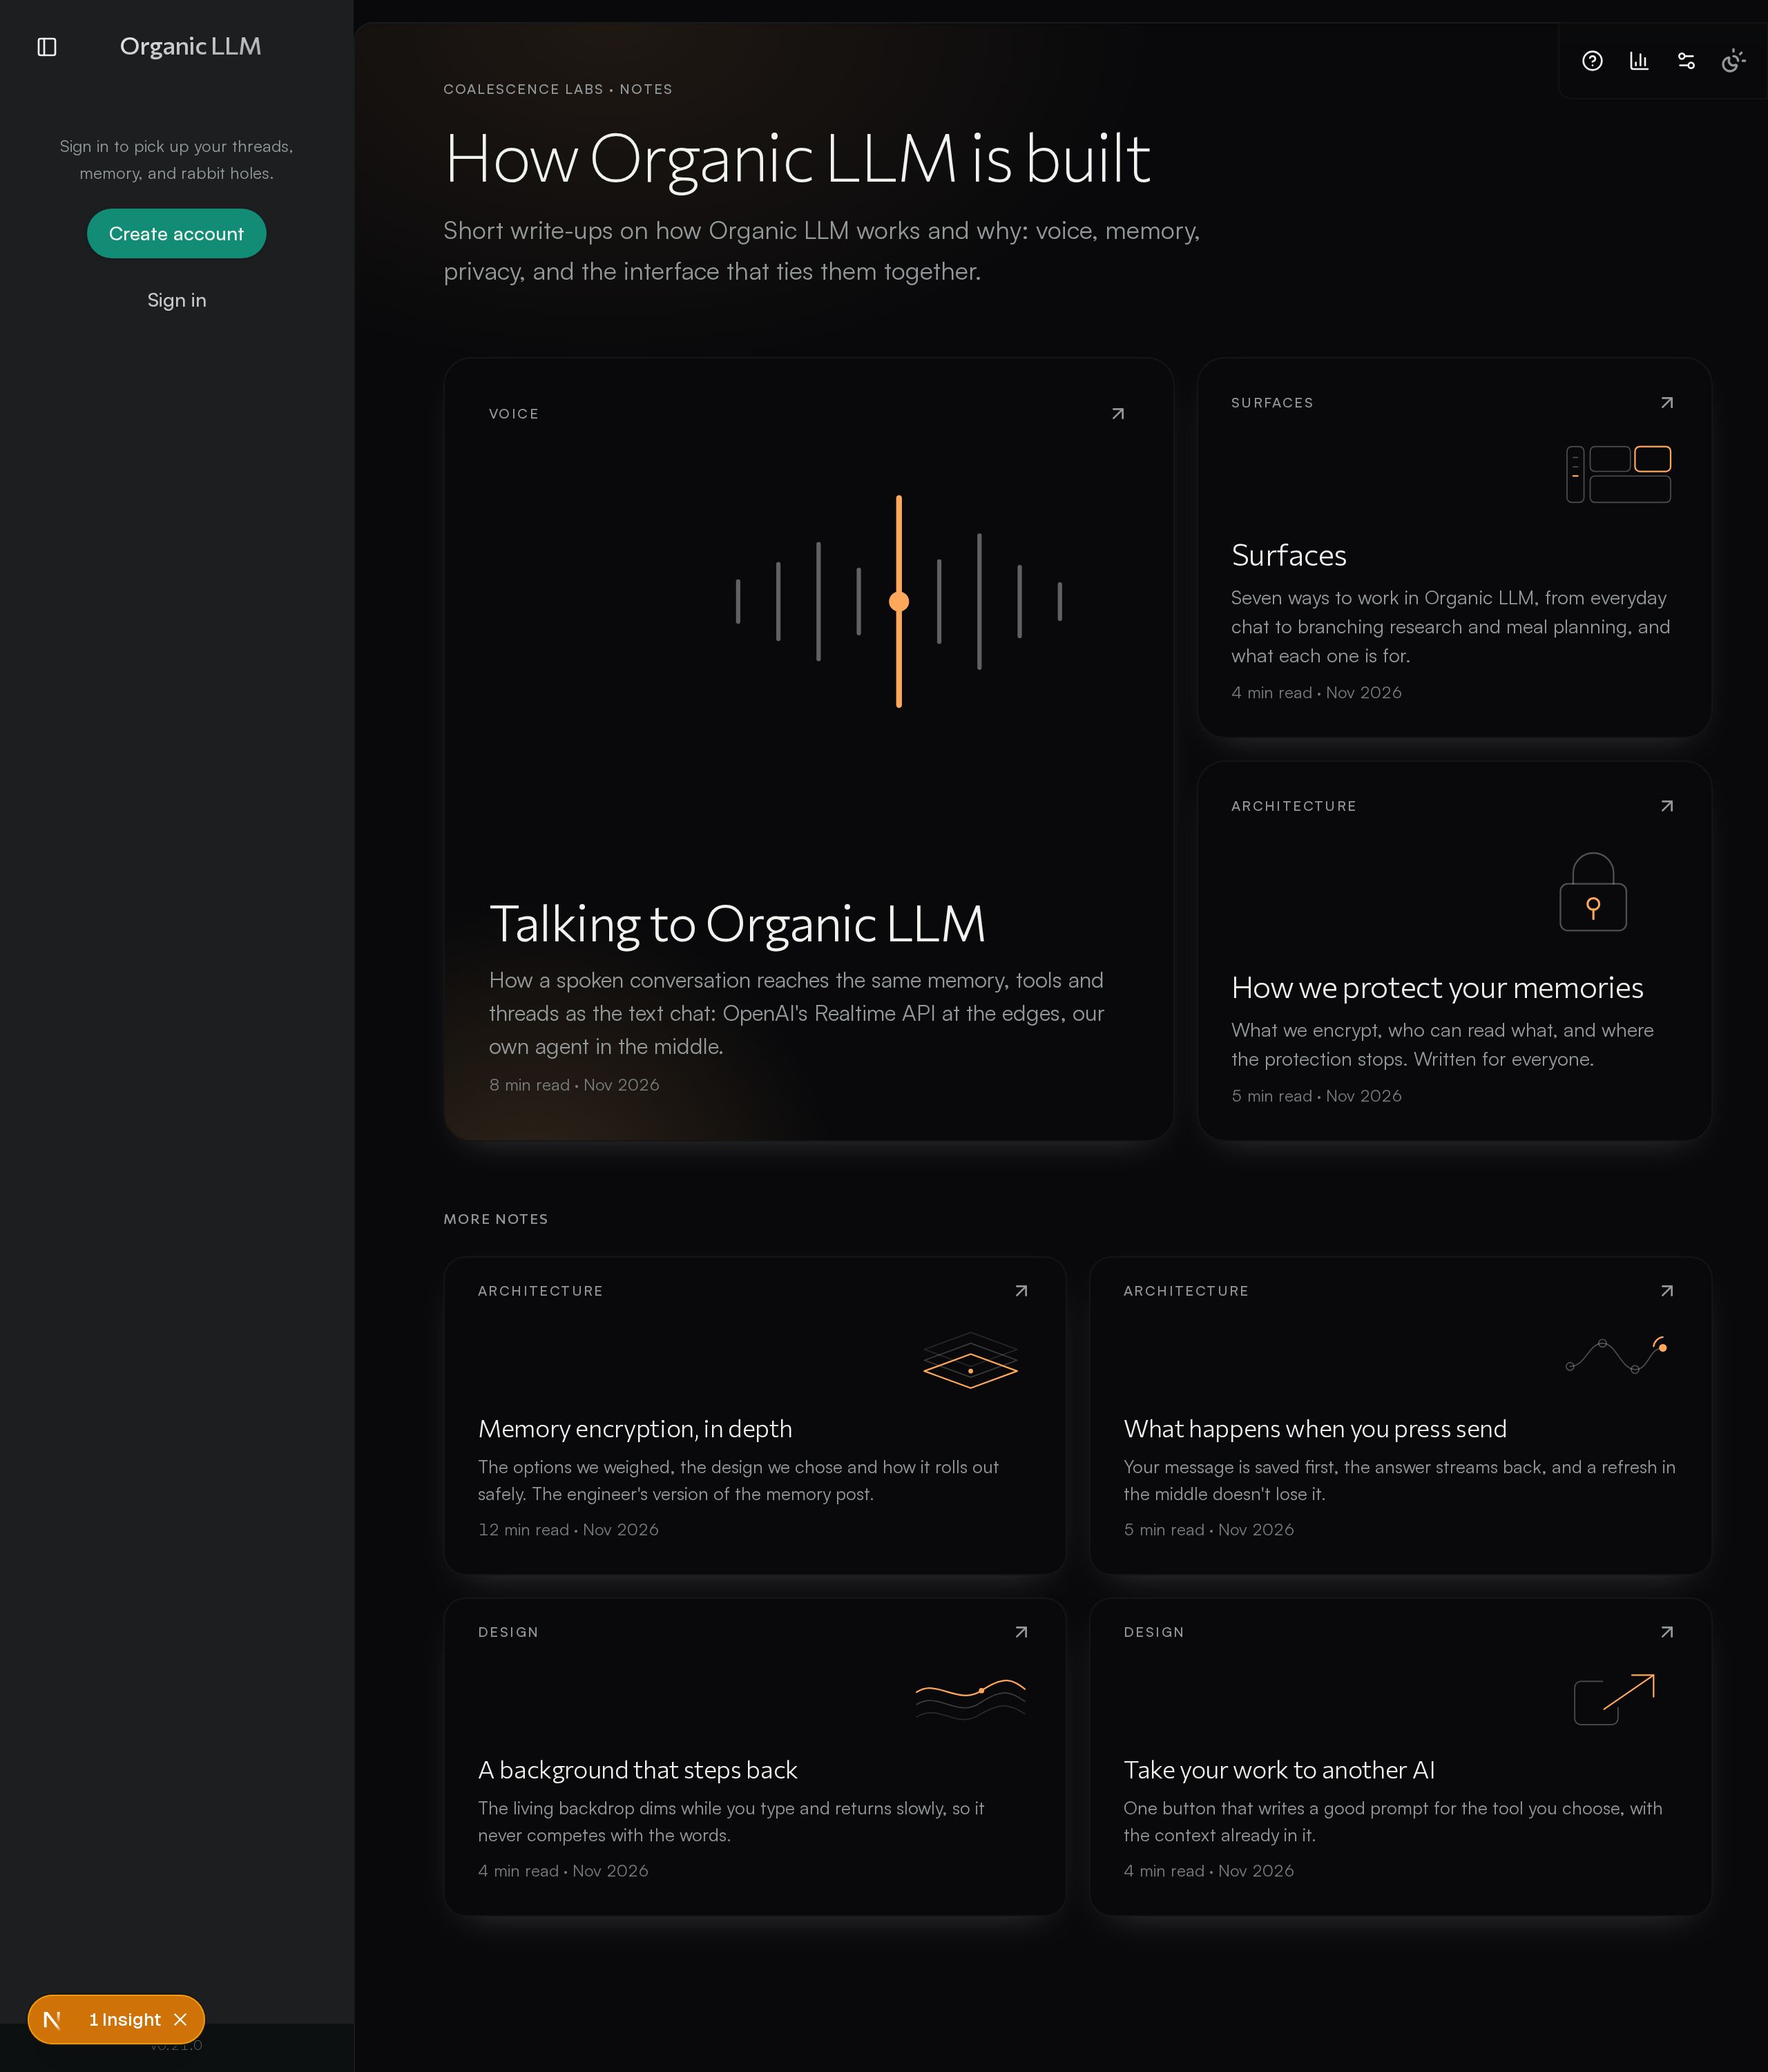 Organic LLM
Sign in to pick up your threads,
memory, and rabbit holes.
Create account
Sign in
COALESCENCE LABS · NOTES
How Organic LLM is built
Short write-ups on how Organic LLM works and why: voice, memory,
privacy, and the interface that ties them together.
VOICE
Talking to Organic LLM
How a spoken conversation reaches the same memory, tools and
threads as the text chat: OpenAI's Realtime API at the edges, our
own agent in the middle.
8 min read · Nov 2026
SURFACES
Surfaces
Seven ways to work in Organic LLM, from everyday
chat to branching research and meal planning, and
what each one is for.
4 min read · Nov 2026
ARCHITECTURE
How we protect your memories
What we encrypt, who can read what, and where
the protection stops. Written for everyone.
5 min read · Nov 2026
MORE NOTES
ARCHITECTURE
Memory encryption, in depth
The options we weighed, the design we chose and how it rolls out
safely. The engineer's version of the memory post.
12 min read · Nov 2026
ARCHITECTURE
What happens when you press send
Your message is saved first, the answer streams back, and a refresh in
the middle doesn't lose it.
5 min read · Nov 2026
DESIGN
A background that steps back
The living backdrop dims while you type and returns slowly, so it
never competes with the words.
4 min read · Nov 2026
DESIGN
Take your work to another AI
One button that writes a good prompt for the tool you choose, with
the context already in it.
4 min read · Nov 2026
N 1 Insight